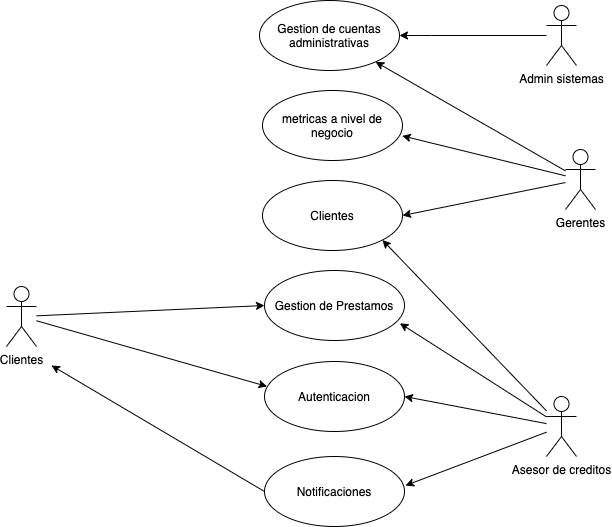 Gestion de cuentas
administrativas
Admin sistemas
metricas a nivel de
negocio
Gerentes
Clientes
Gestion de Prestamos
Clientes
Autenticacion
Asesor de creditos
Notificaciones